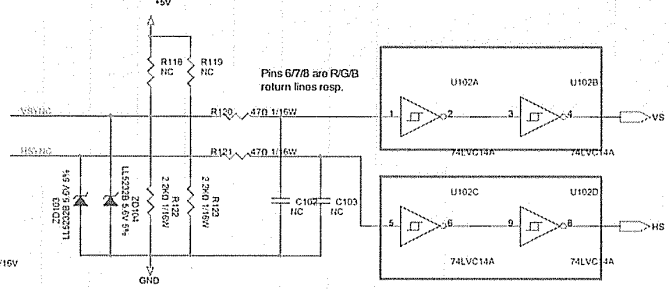 +5V
R118
NC
R119
NC
Pins 6/7/8 are R/G/B
return lines resp.
U102A
U102B
VSYNC
R120
47Ω 1/16W
1
2
3
4
VS
74LVC14A
74LVC14A
HSYNC
R121
47Ω 1/16W
ZD103
LL5232B 5.6V 5%
ZD104
LL5232B 5.6V 5%
R122
2.2KΩ 1/16W
R123
2.2KΩ 1/16W
C102
NC
C103
NC
U102C
U102D
5
6
9
8
HS
74LVC14A
74LVC14A
/16V
GND